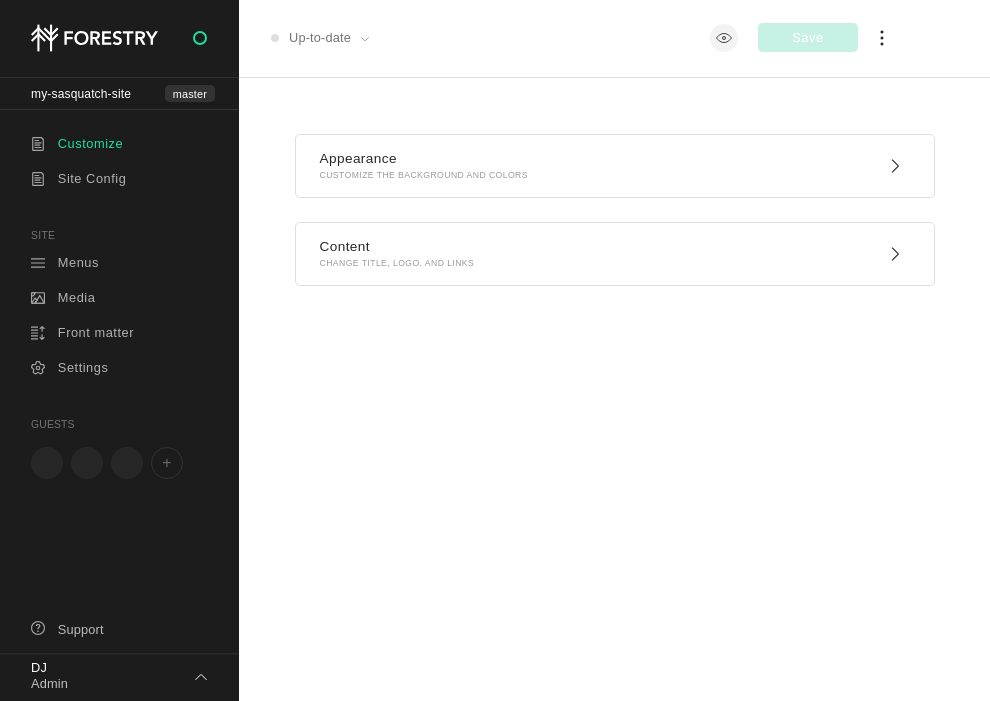 FORESTRY
my-sasquatch-site master
Customize
Site Config
SITE
Menus
Media
Front matter
Settings
GUESTS
+
Support
DJ
Admin
Up-to-date
Save
Appearance
CUSTOMIZE THE BACKGROUND AND COLORS
Content
CHANGE TITLE, LOGO, AND LINKS